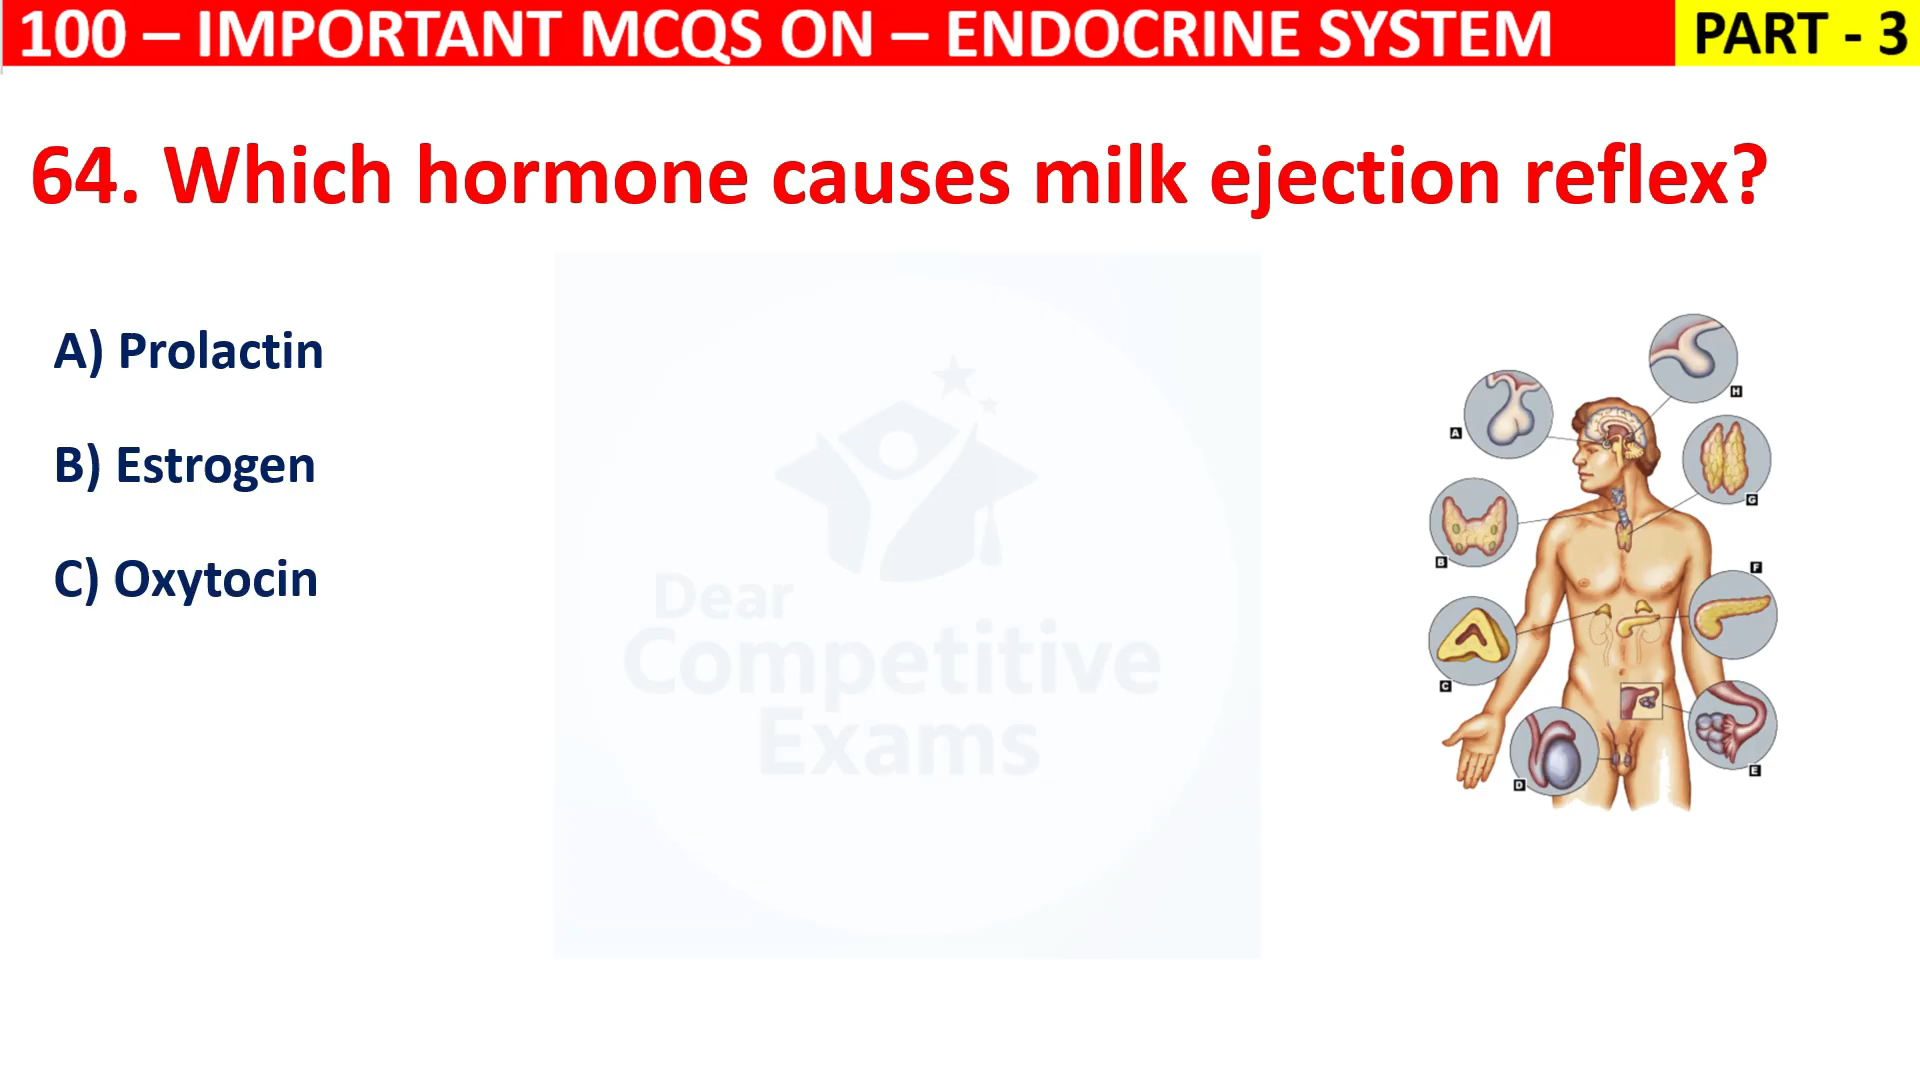 100 – IMPORTANT MCQS ON – ENDOCRINE SYSTEM
PART - 3
64. Which hormone causes milk ejection reflex?
A) Prolactin
B) Estrogen
C) Oxytocin
Dear
Competitive
Exams
H
A
G
B
F
C
E
D